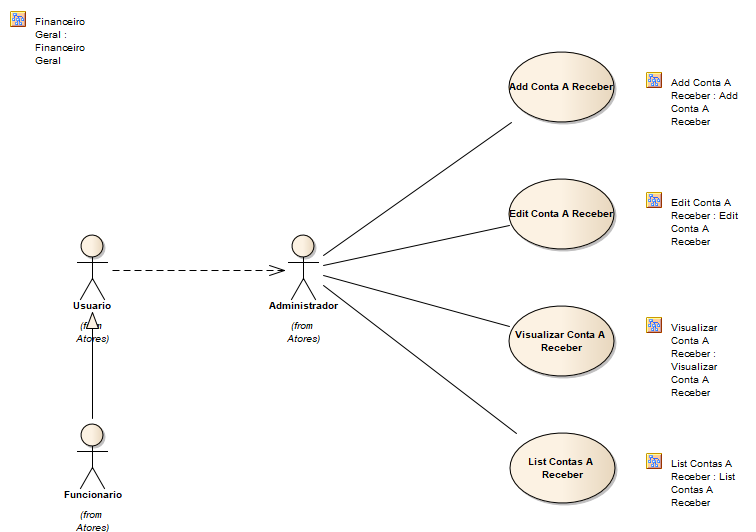 Financeiro
Geral :
Financeiro
Geral
Add Conta A Receber
Add Conta A
Receber : Add
Conta A
Receber
Edit Conta A Receber
Edit Conta A
Receber : Edit
Conta A
Receber
Usuario
(from
Atores)
Administrador
(from
Atores)
Visualizar Conta A
Receber
Visualizar
Conta A
Receber :
Visualizar
Conta A
Receber
Funcionario
(from
Atores)
List Contas A
Receber
List Contas A
Receber : List
Contas A
Receber